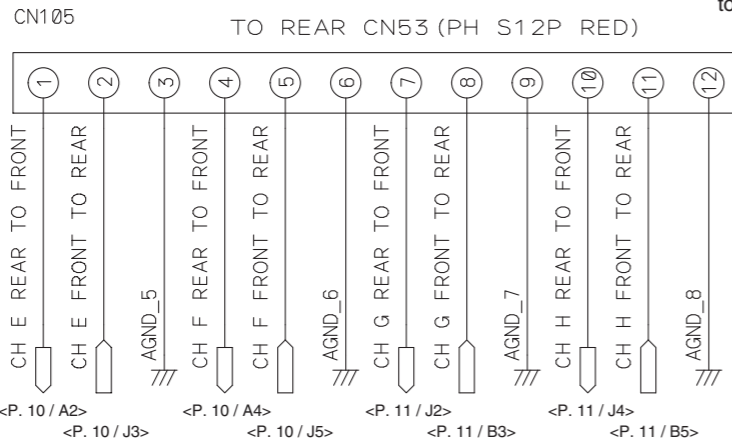 to
CN105
TO REAR CN53 (PH S12P RED)
1 2 3 4 5 6 7 8 9 10 11 12
CH E REAR TO FRONT
CH E FRONT TO REAR
AGND_5
CH F REAR TO FRONT
CH F FRONT TO REAR
AGND_6
CH G REAR TO FRONT
CH G FRONT TO REAR
AGND_7
CH H REAR TO FRONT
CH H FRONT TO REAR
AGND_8
<P. 10 / A2> <P. 10 / A4> <P. 11 / J2> <P. 11 / J4>
<P. 10 / J3> <P. 10 / J5> <P. 11 / B3> <P. 11 / B5>